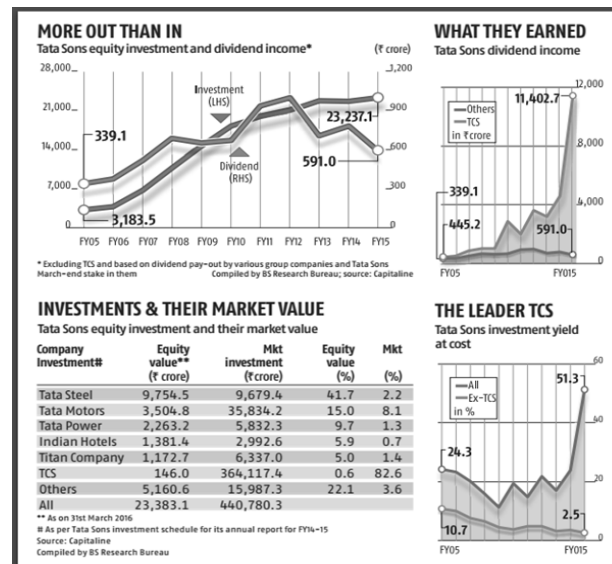 MORE OUT THAN IN
Tata Sons equity investment and dividend income*
(₹ crore)
28,000
21,000
14,000
7,000
0
1,200
900
600
300
0
Investment
(LHS)
Dividend
(RHS)
339.1
3,183.5
23,237.1
591.0
FY05 FY06 FY07 FY08 FY09 FY10 FY11 FY12 FY13 FY14 FY15
* Excluding TCS and based on dividend pay-out by various group companies and Tata Sons
March-end stake in them
Compiled by BS Research Bureau; source: Capitaline
WHAT THEY EARNED
Tata Sons dividend income
12,000
4,000
0
Others
TCS
in ₹ crore
11,402.7
339.1
445.2
591.0
FY05
FY015
INVESTMENTS & THEIR MARKET VALUE
Tata Sons equity investment and their market value
Company Equity Mkt Equity Mkt
Investment# value** investment value
(₹ crore) (₹crore) (%) (%)
Tata Steel 9,754.5 9,679.4 41.7 2.2
Tata Motors 3,504.8 35,834.2 15.0 8.1
Tata Power 2,263.2 5,832.3 9.7 1.3
Indian Hotels 1,381.4 2,992.6 5.9 0.7
Titan Company 1,172.7 6,337.0 5.0 1.4
TCS 146.0 364,117.4 0.6 82.6
Others 5,160.6 15,987.3 22.1 3.6
All 23,383.1 440,780.3
** As on 31st March 2016
# As per Tata Sons investment schedule for its annual report for FY14-15
Source: Capitaline
Compiled by BS Research Bureau
THE LEADER TCS
Tata Sons investment yield
at cost
60
40
20
0
All
Ex-TCS
in %
51.3
24.3
10.7
2.5
FY05
FY015